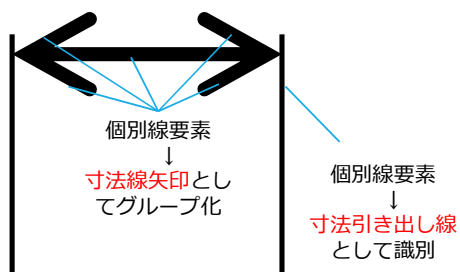 個別線要素
↓
寸法線矢印とし
てグループ化
個別線要素
↓
寸法引き出し線
として識別